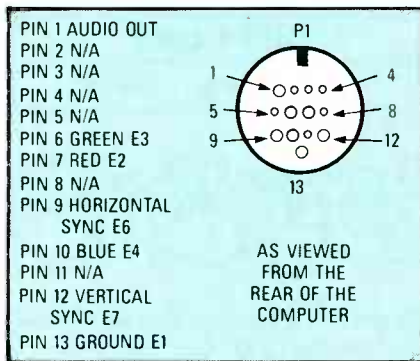 PIN 1 AUDIO OUT
PIN 2 N/A
PIN 3 N/A
PIN 4 N/A
PIN 5 N/A
PIN 6 GREEN E3
PIN 7 RED E2
PIN 8 N/A
PIN 9 HORIZONTAL
SYNC E6
PIN 10 BLUE E4
PIN 11 N/A
PIN 12 VERTICAL
SYNC E7
PIN 13 GROUND E1
P1
1 4
5 8
9 12
13
AS VIEWED
FROM THE
REAR OF THE
COMPUTER